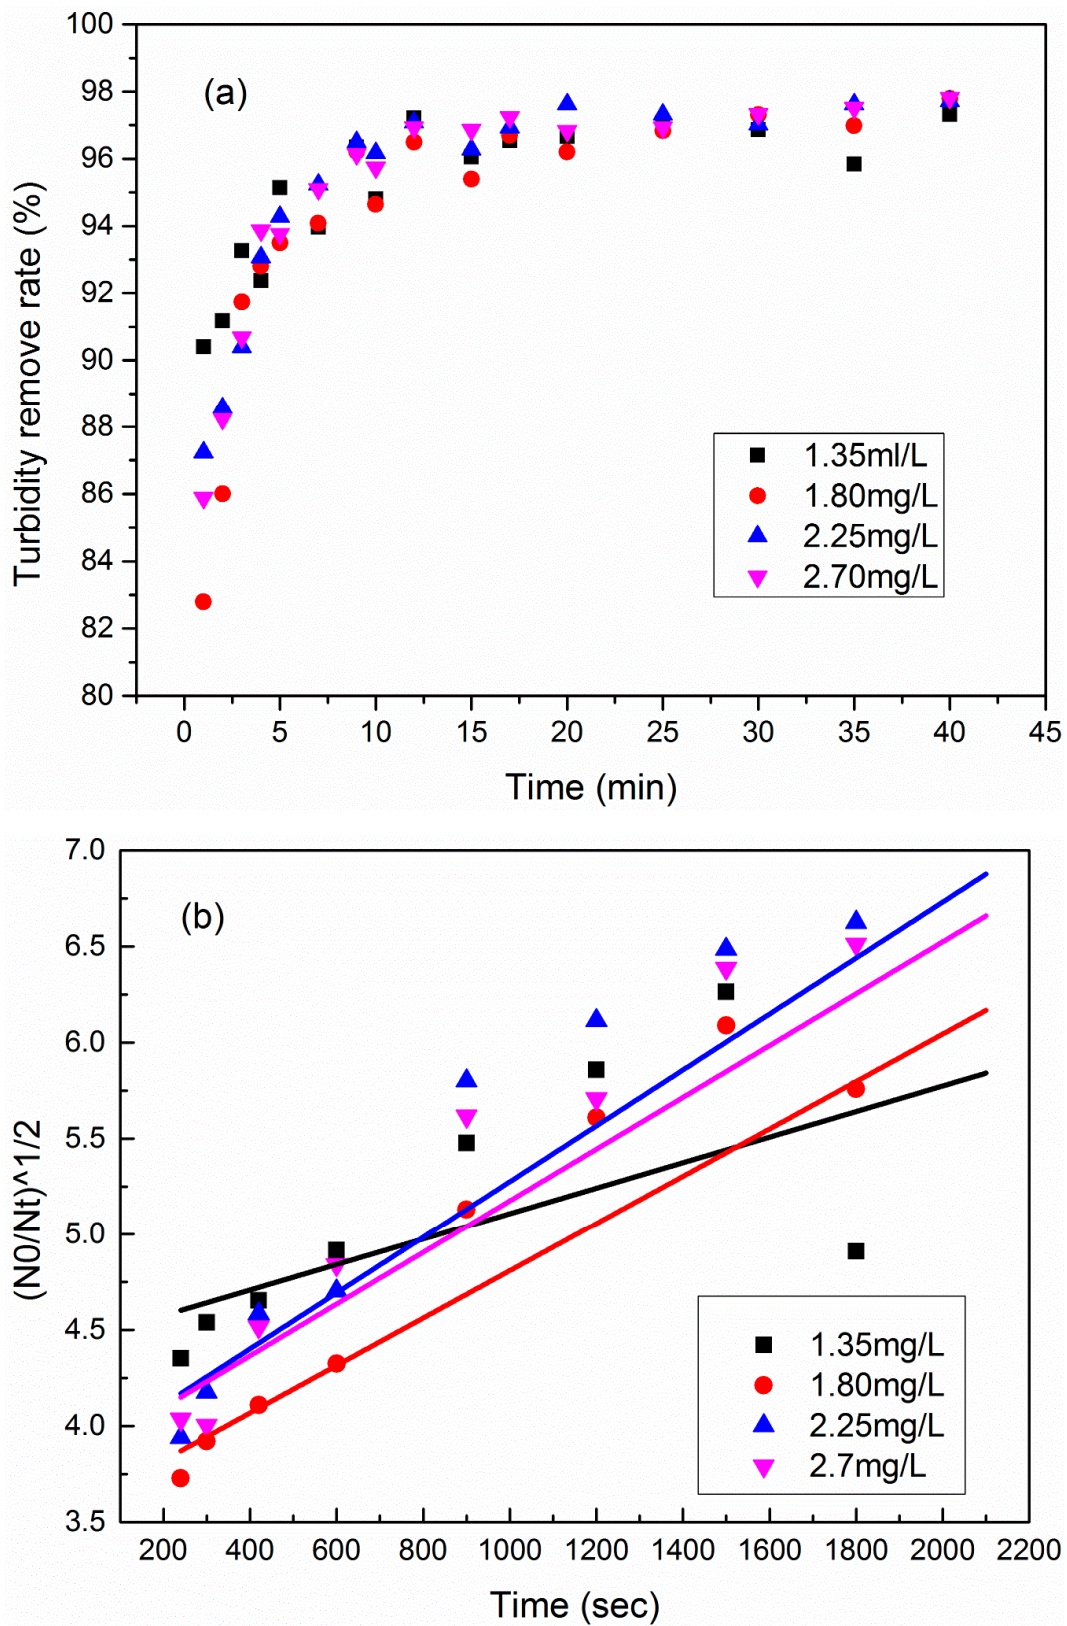 (a)
Turbidity remove rate (%)
100
98
96
94
92
90
88
86
84
82
80
1.35ml/L
1.80mg/L
2.25mg/L
2.70mg/L
0 5 10 15 20 25 30 35 40 45
Time (min)
(b)
(N0/Nt)^1/2
7.0
6.5
6.0
5.5
5.0
4.5
4.0
3.5
1.35mg/L
1.80mg/L
2.25mg/L
2.7mg/L
200 400 600 800 1000 1200 1400 1600 1800 2000 2200
Time (sec)